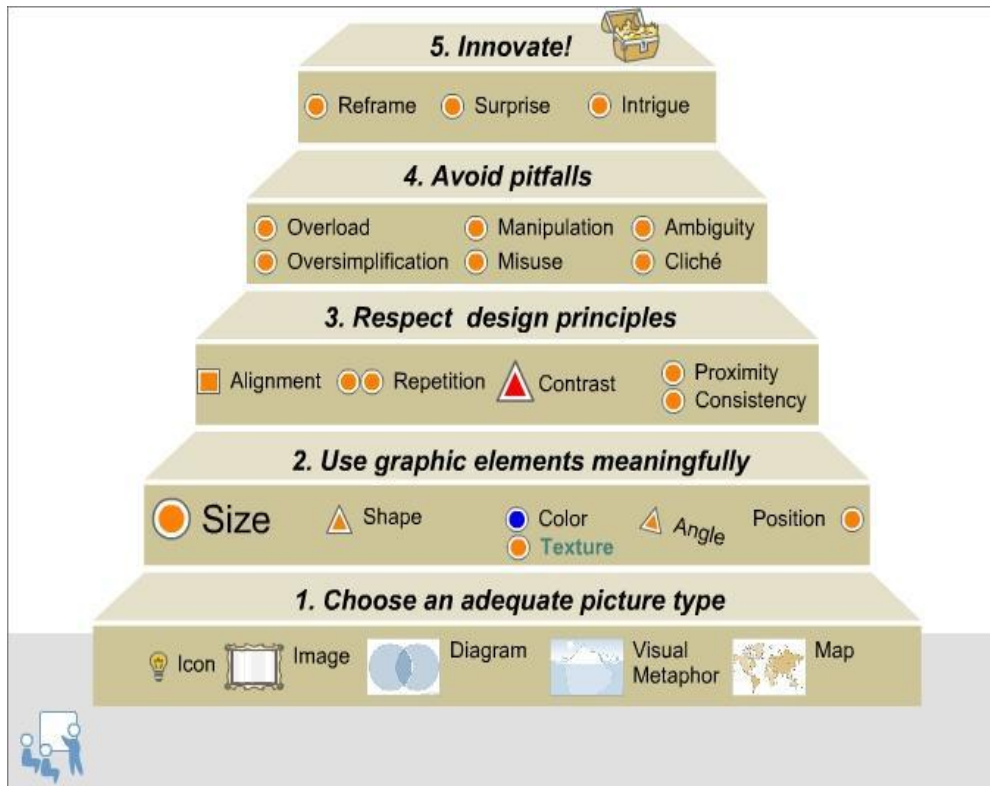 5. Innovate!
Reframe Surprise Intrigue
4. Avoid pitfalls
Overload Manipulation Ambiguity
Oversimplification Misuse Cliché
3. Respect design principles
Alignment Repetition Contrast Proximity
Consistency
2. Use graphic elements meaningfully
Size Shape Color Angle Position
Texture
1. Choose an adequate picture type
Icon Image Diagram Visual Map
Metaphor